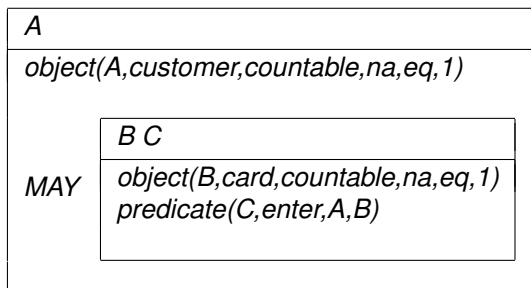 A
object(A,customer,countable,na,eq,1)
B C
MAY
object(B,card,countable,na,eq,1)
predicate(C,enter,A,B)